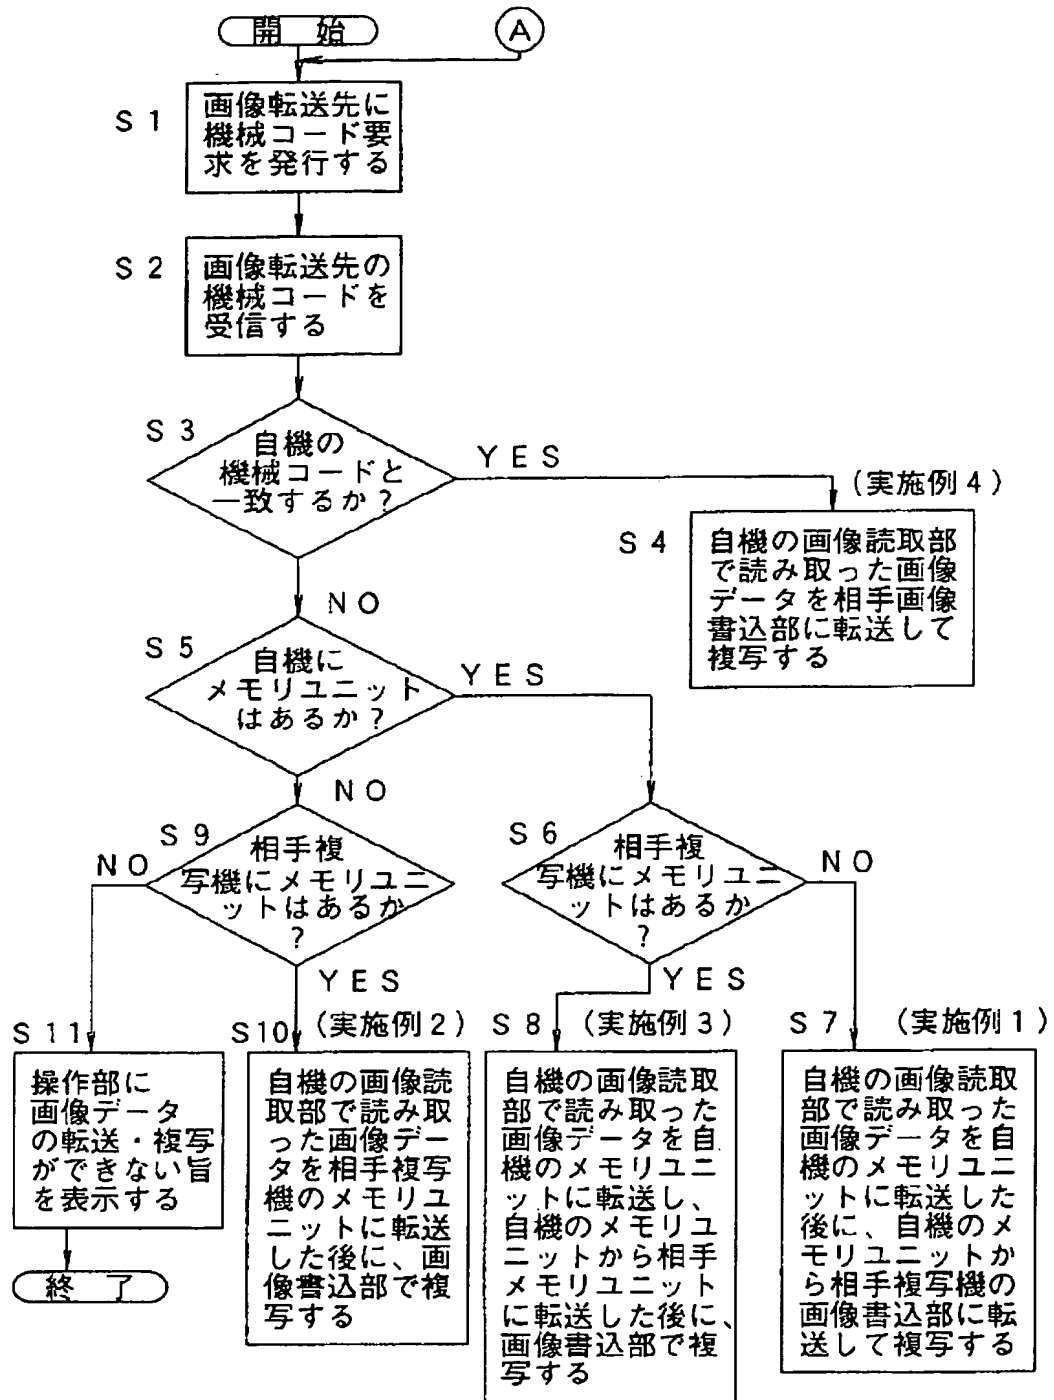 開 始
A
S1
画像転送先に
機械コード要
求を発行する
S2
画像転送先の
機械コードを
受信する
S3
自機の
機械コードと
一致するか?
YES
NO
(実施例4)
S4
自機の画像読取部
で読み取った画像
データを相手画像
書込部に転送して
複写する
S5
自機に
メモリユニット
はあるか?
YES
NO
S9
相手複
写機にメモリユニ
ットはあるか
?
NO
YES
S6
相手複
写機にメモリユニ
ットはあるか
?
NO
YES
S11
操作部に
画像データ
の転送・複写
ができない旨
を表示する
終 了
S10
(実施例2)
自機の画像読
取部で読み取
った画像デー
タを相手複写
機のメモリユ
ニットに転送
した後に、画
像書込部で複
写する
S8
(実施例3)
自機の画像読取
部で読み取った
画像データを自
機のメモリユニ
ットに転送し、
自機のメモリユ
ニットから相手
メモリユニット
に転送した後に、
画像書込部で複
写する
S7
(実施例1)
自機の画像読取
部で読み取った
画像データを自
機のメモリユニ
ットに転送した
後に、自機のメ
モリユニットか
ら相手複写機の
画像書込部に転
送して複写する